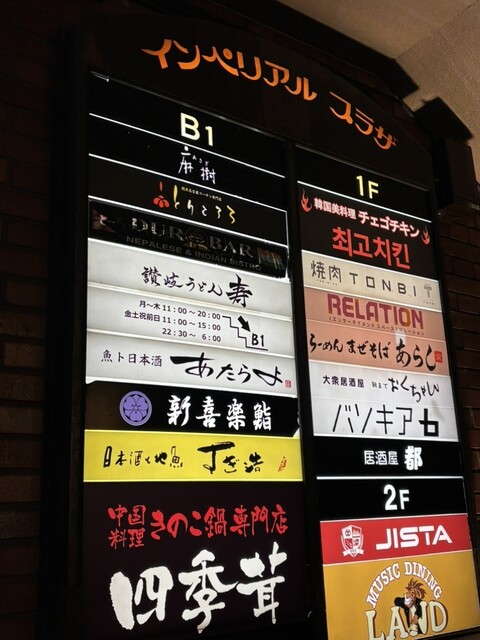 インペリアル プラザ
B1
麻樹
とりとろろ
DURBAR
NEPALESE & INDIAN BISTRO
讃岐うどん 寿
月~木 11:00~20:00
金土祝前日 11:00~15:00
22:30~ 6:00
B1
魚ト日本酒 あたらよ
新喜楽鮨
日本酒と地魚 すぎ浩
中国料理 きのこ鍋専門店
四季茸
1F
韓国美料理 チェゴチキン
최고치킨
焼肉 TONBI
RELATION
らーめん まぜそば あらし
大衆居酒屋 おくちょい
バンキアカ
居酒屋 都
2F
JISTA
MUSIC DINING
LAND